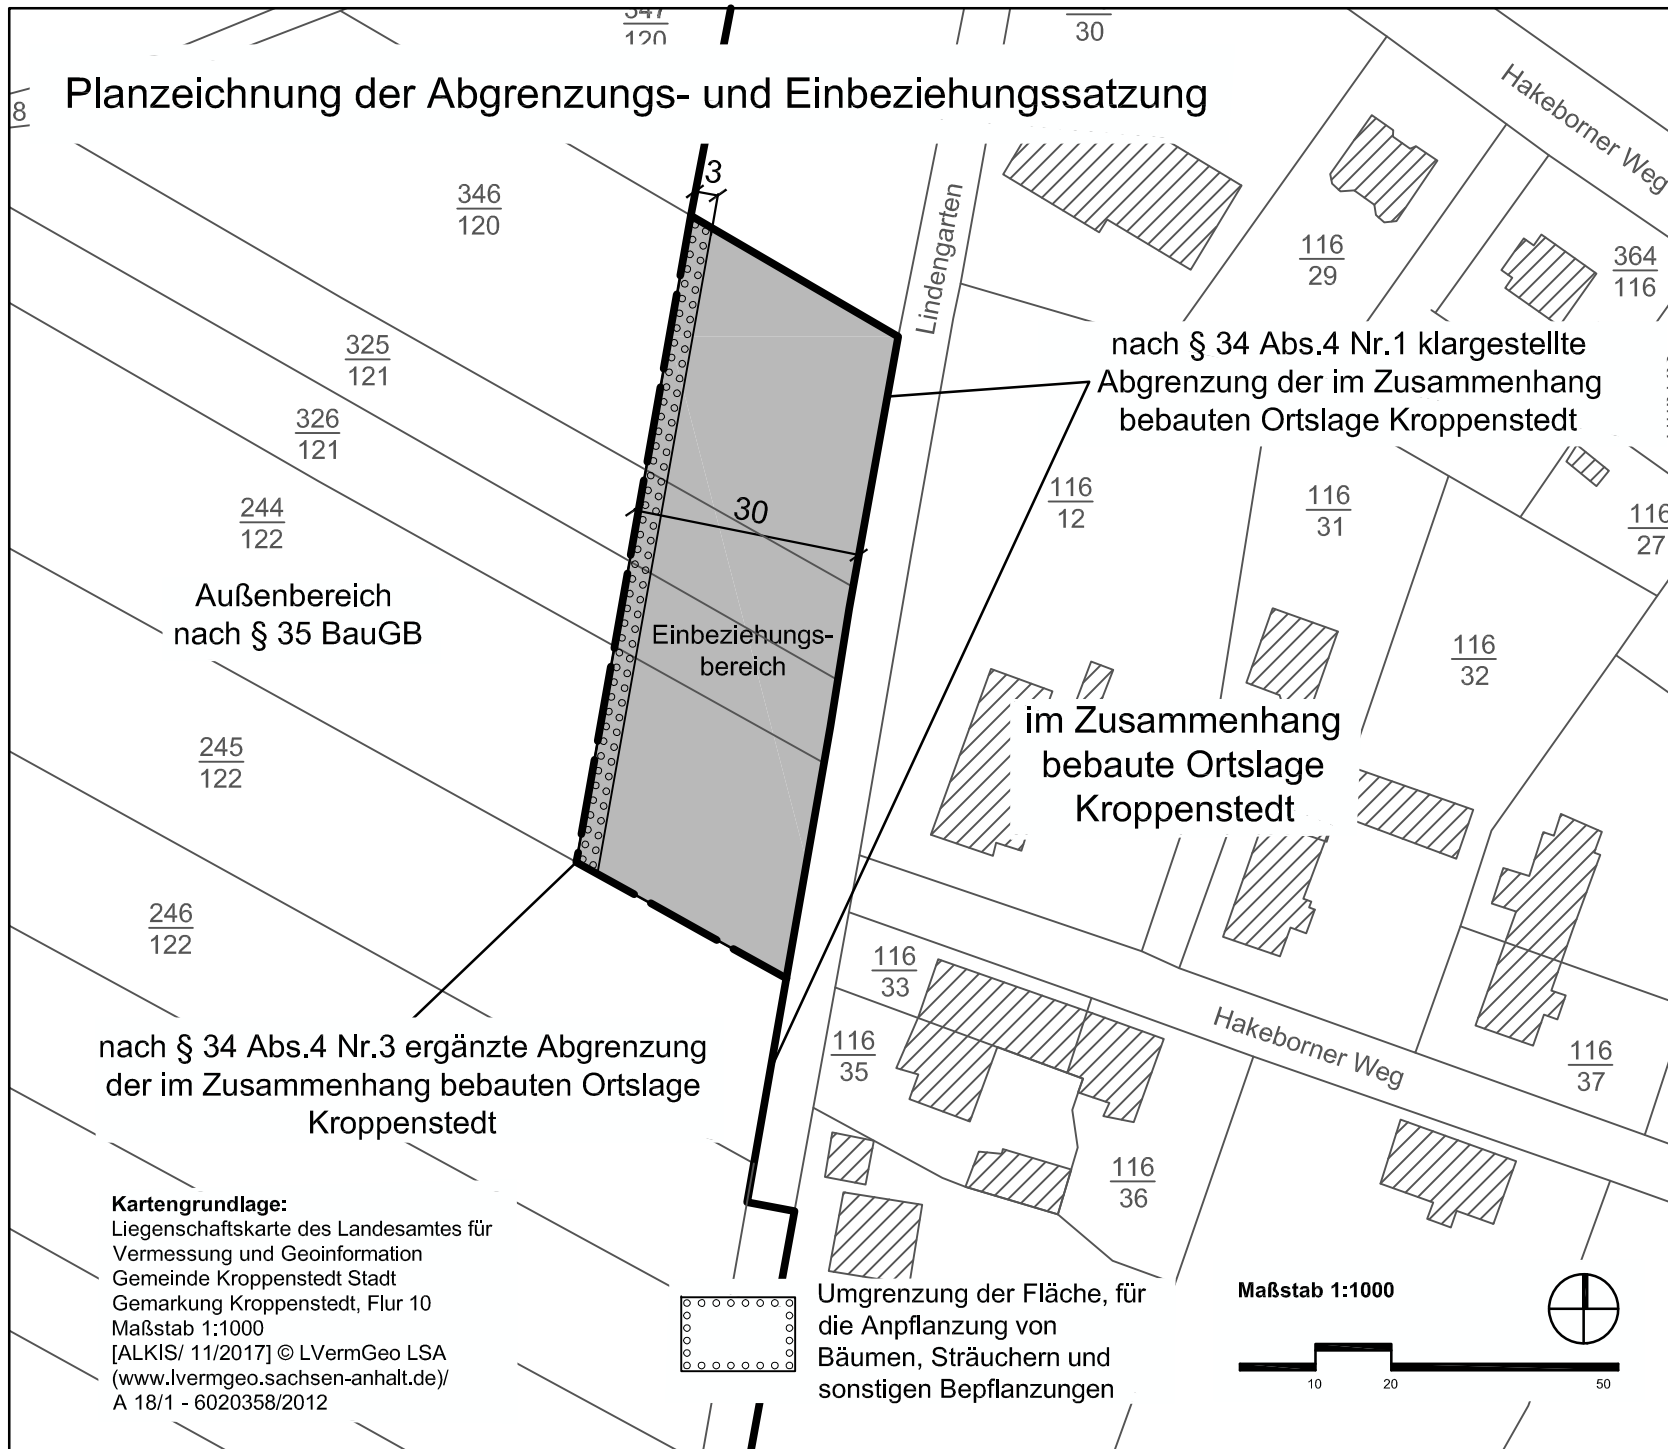 347
120
30
Planzeichnung der Abgrenzungs- und Einbeziehungssatzung
8
Hakeborner Weg
3
346
120
Lindengarten
116
29
364
116
325
121
nach § 34 Abs.4 Nr.1 klargestellte
Abgrenzung der im Zusammenhang
bebauten Ortslage Kroppenstedt
326
121
244
122
30
116
12
116
31
116
27
Außenbereich
nach § 35 BauGB
Einbeziehungs-
bereich
116
32
im Zusammenhang
bebaute Ortslage
Kroppenstedt
245
122
246
122
116
33
Hakeborner Weg
116
35
116
37
nach § 34 Abs.4 Nr.3 ergänzte Abgrenzung
der im Zusammenhang bebauten Ortslage
Kroppenstedt
116
36
Kartengrundlage:
Liegenschaftskarte des Landesamtes für
Vermessung und Geoinformation
Gemeinde Kroppenstedt Stadt
Gemarkung Kroppenstedt, Flur 10
Maßstab 1:1000
[ALKIS/ 11/2017] © LVermGeo LSA
(www.lvermgeo.sachsen-anhalt.de)/
A 18/1 - 6020358/2012
Umgrenzung der Fläche, für
die Anpflanzung von
Bäumen, Sträuchern und
sonstigen Bepflanzungen
Maßstab 1:1000
10 20 50